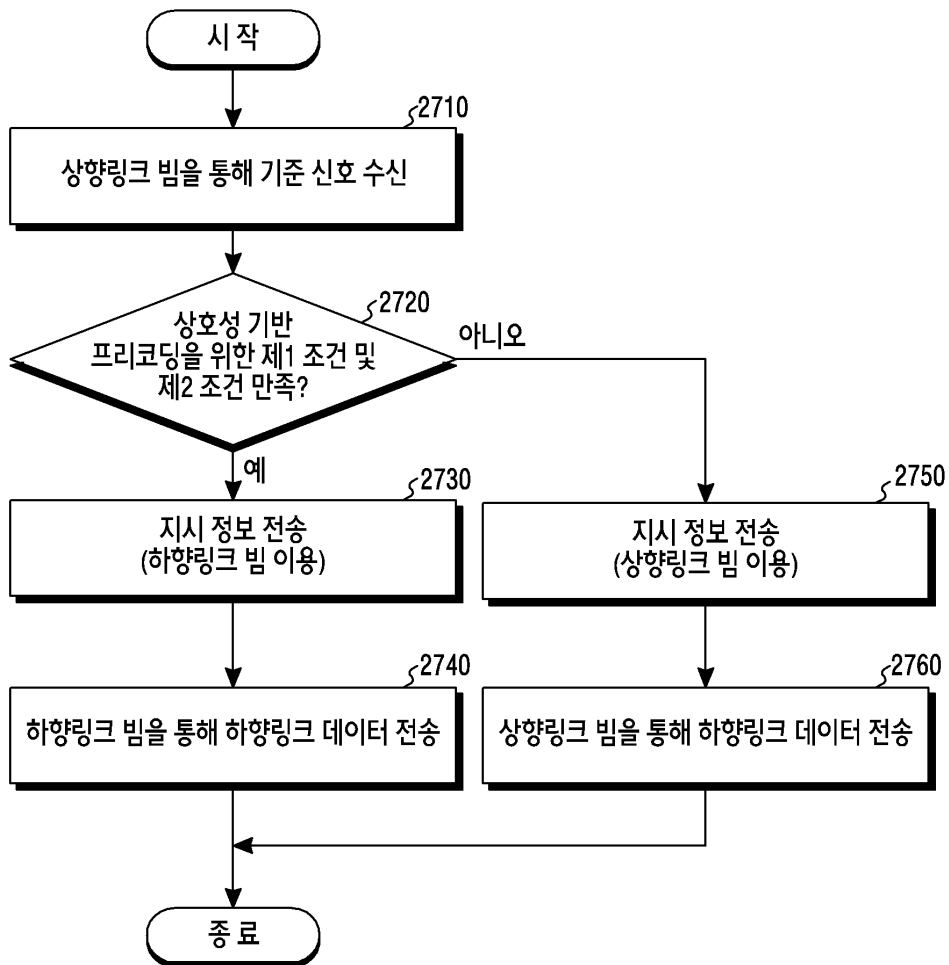 시 작
2710
상향링크 빔을 통해 기준 신호 수신
2720
상호성 기반
프리코딩을 위한 제1 조건 및
제2 조건 만족?
아니오
예
2730
지시 정보 전송
(하향링크 빔 이용)
2750
지시 정보 전송
(상향링크 빔 이용)
2740
하향링크 빔을 통해 하향링크 데이터 전송
2760
상향링크 빔을 통해 하향링크 데이터 전송
종 료